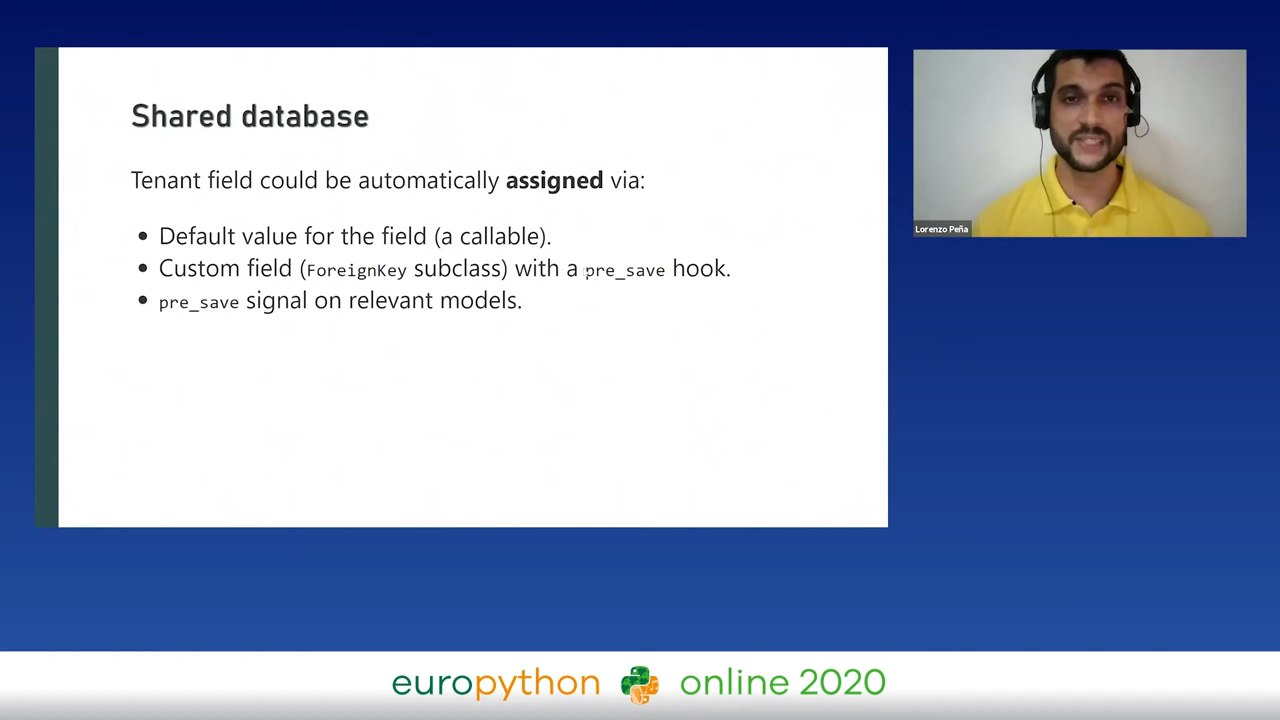 Shared database
Tenant field could be automatically assigned via:
• Default value for the field (a callable).
• Custom field (ForeignKey subclass) with a pre_save hook.
• pre_save signal on relevant models.
Lorenzo Peña
europython online 2020